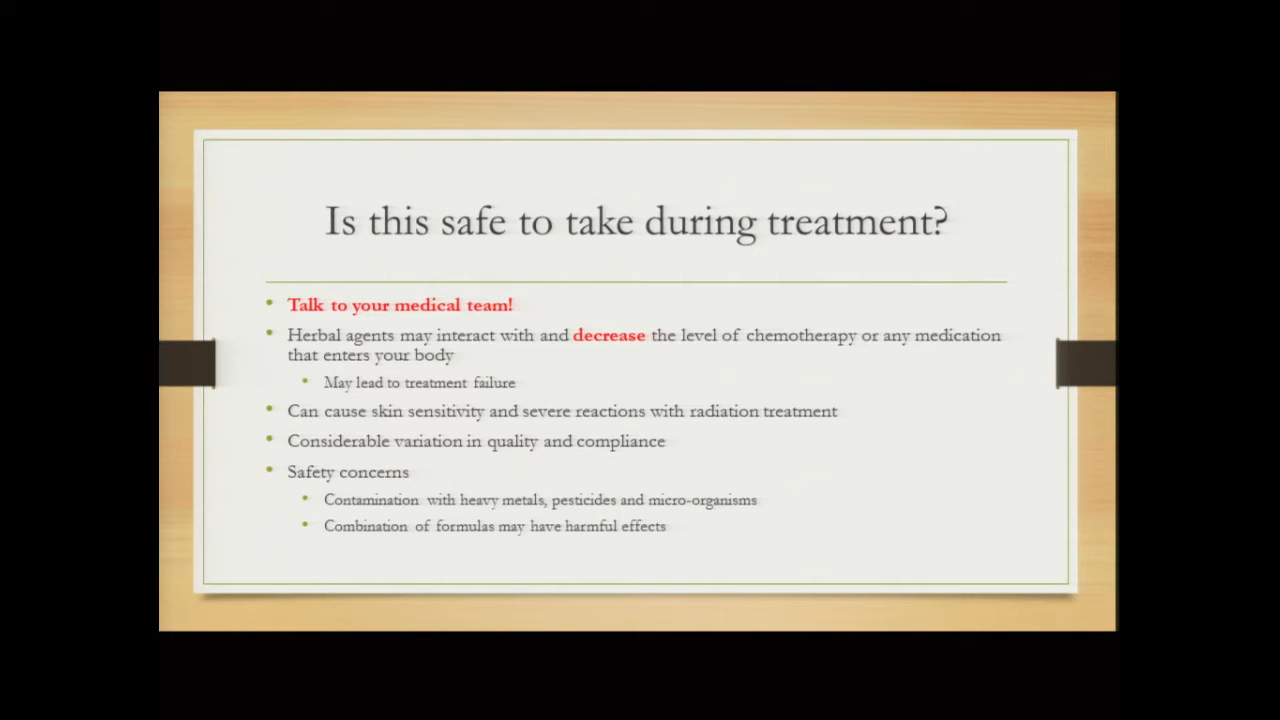 Is this safe to take during treatment?
• Talk to your medical team!
• Herbal agents may interact with and decrease the level of chemotherapy or any medication
that enters your body
• May lead to treatment failure
• Can cause skin sensitivity and severe reactions with radiation treatment
• Considerable variation in quality and compliance
• Safety concerns
• Contamination with heavy metals, pesticides and micro-organisms
• Combination of formulas may have harmful effects